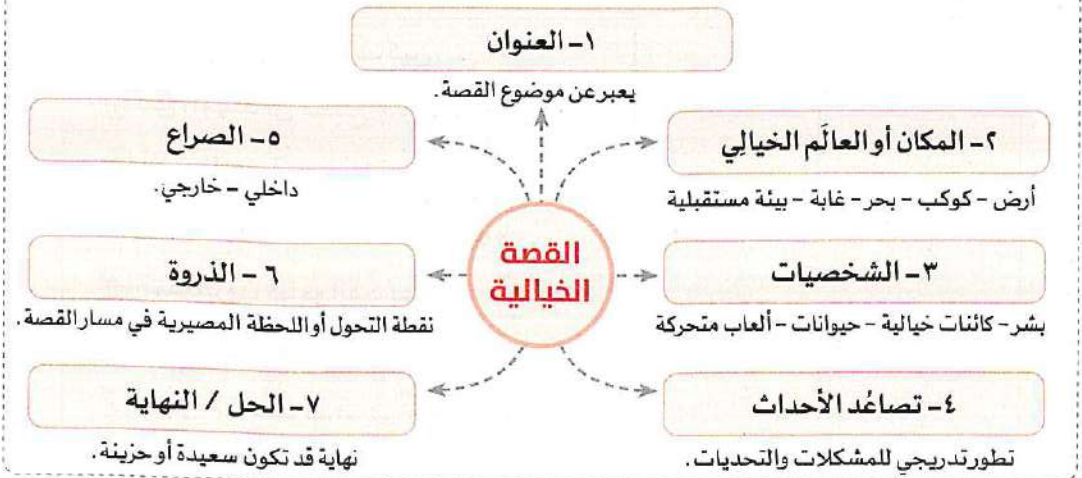 ١- العنوان
يعبر عن موضوع القصة.
٢- المكان أو العالَم الخيالِي
أرض - كوكب - بحر - غابة - بيئة مستقبلية
٣- الشخصيات
بشر - كائنات خيالية - حيوانات - ألعاب متحركة
٤- تصاعُد الأحداث
تطور تدريجي للمشكلات والتحديات.
٥- الصراع
داخلي - خارجي.
٦- الذروة
نقطة التحول أو اللحظة المصيرية في مسار القصة.
٧- الحل / النهاية
نهاية قد تكون سعيدة أو حزينة.
القصة
الخيالية